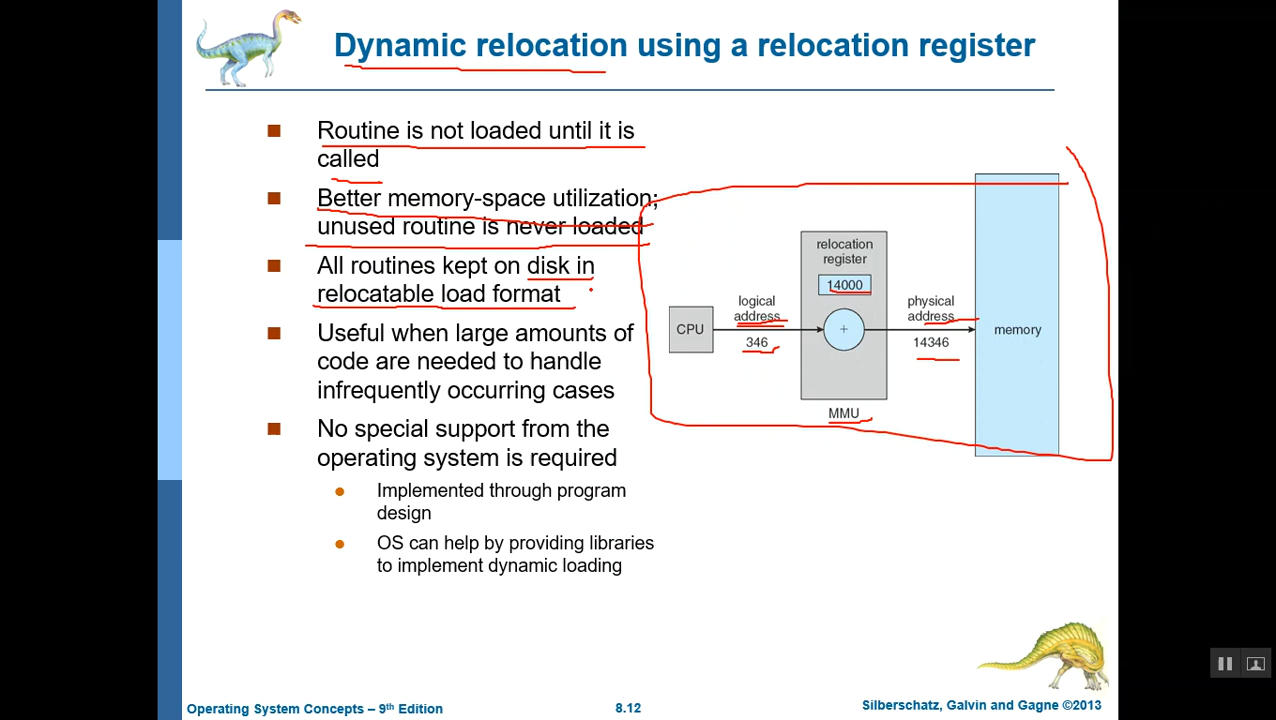 Dynamic relocation using a relocation register
Routine is not loaded until it is
called
Better memory-space utilization;
unused routine is never loaded
All routines kept on disk in
relocatable load format
Useful when large amounts of
code are needed to handle
infrequently occurring cases
No special support from the
operating system is required
Implemented through program
design
OS can help by providing libraries
to implement dynamic loading
relocation
register
14000
logical
address
346
CPU
+
physical
address
14346
memory
MMU
Operating System Concepts – 9th Edition
8.12
Silberschatz, Galvin and Gagne ©2013